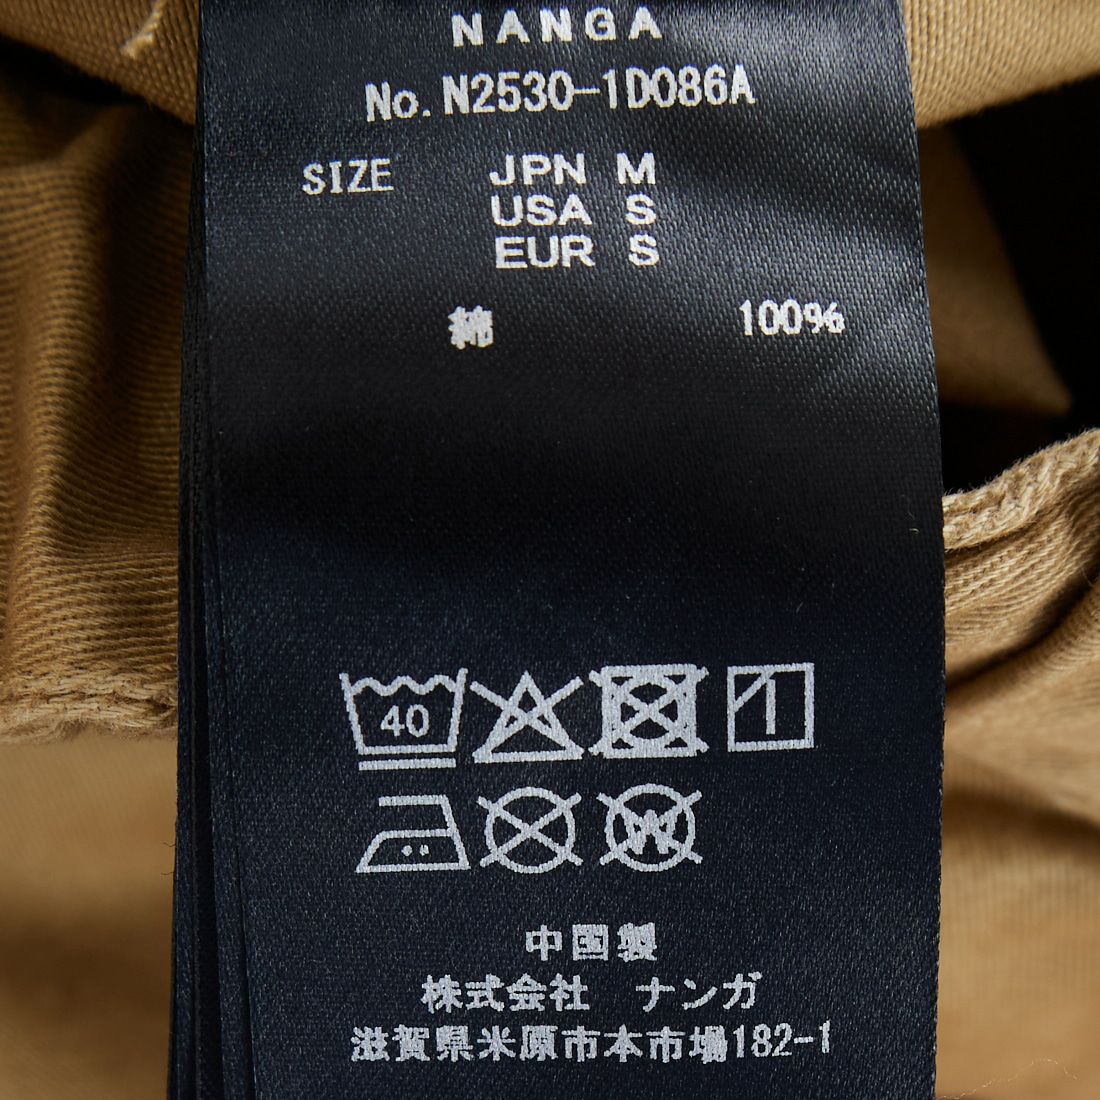 NANGA
No. N2530-1D086A
SIZE JPN M
USA S
EUR S
綿 100%
40
W
中国製
株式会社 ナンガ
滋賀県米原市本市場182-1